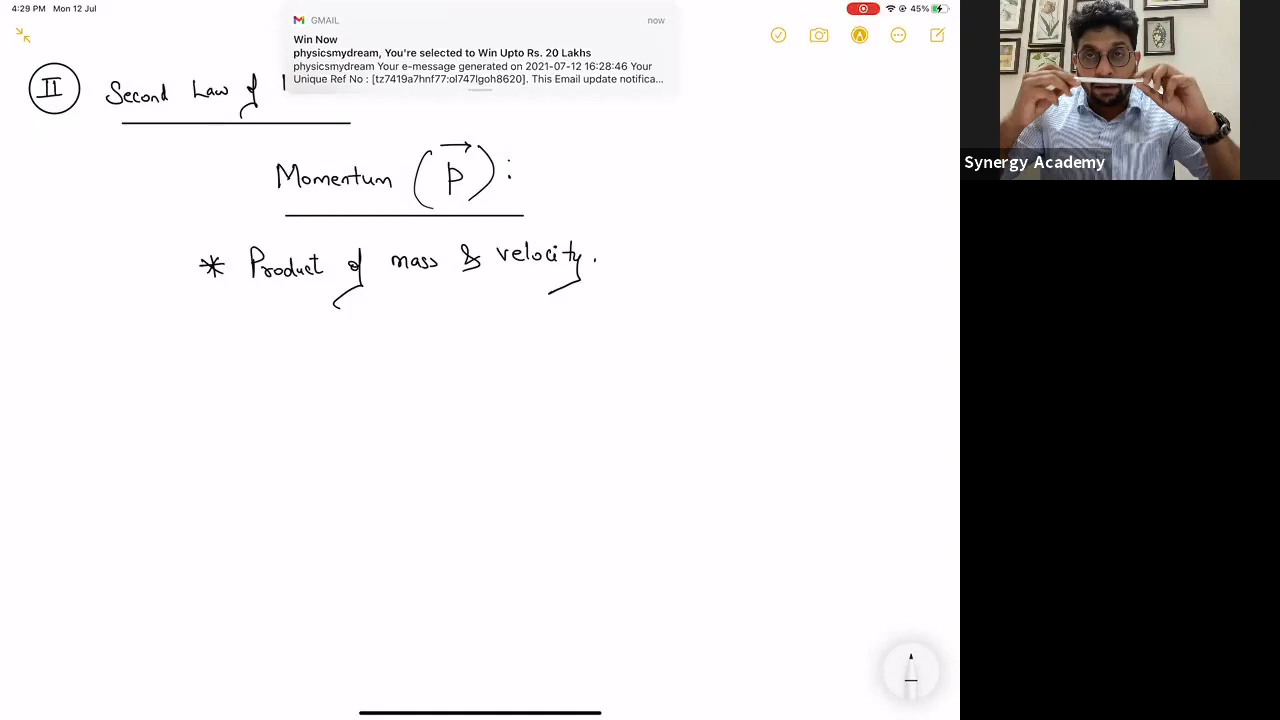 4:29 PM Mon 12 Jul
45%
GMAIL
now
Win Now
physicsmydream, You're selected to Win Upto Rs. 20 Lakhs
physicsmydream Your e-message generated on 2021-07-12 16:28:46 Your
Unique Ref No : [tz7419a7hnf77:ol747lgoh8620]. This Email update notifica...
II Second Law of
Momentum (p⃗) :
* Product of mass & velocity.
Synergy Academy